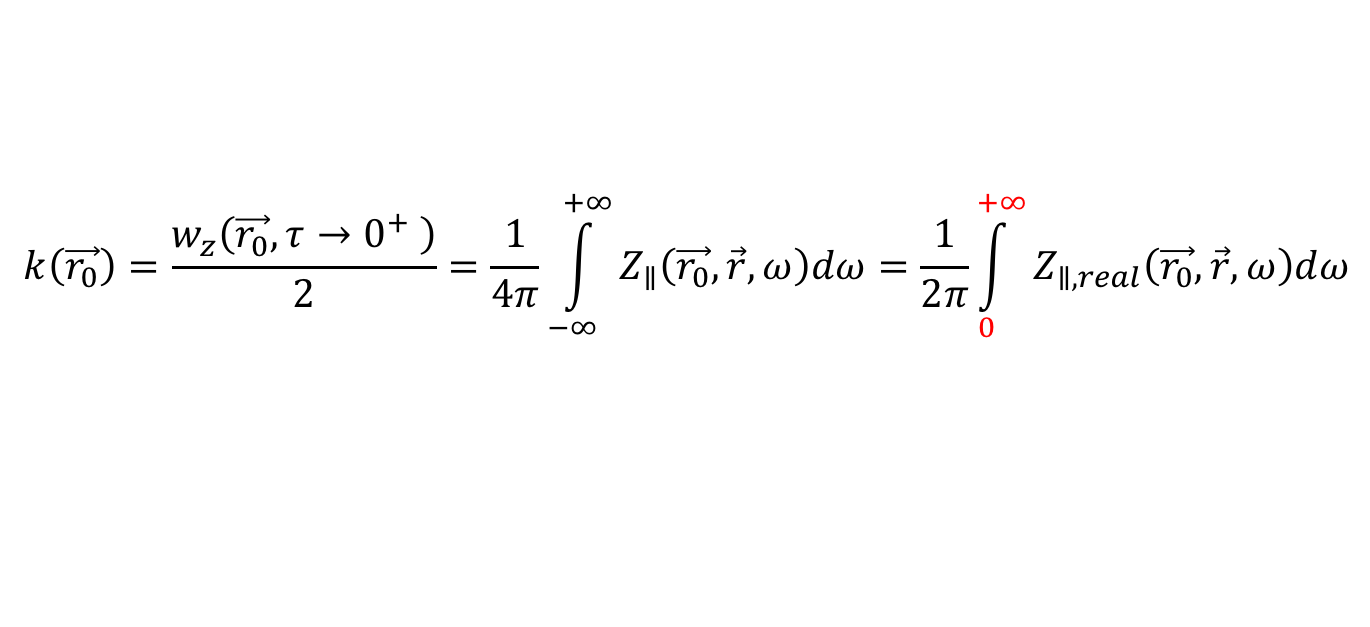 k(r₀⃗) = w_z(r₀⃗, τ → 0⁺ ) / 2 = 1/4π ∫_{−∞}^{+∞} Z_∥(r₀⃗, r⃗, ω)dω = 1/2π ∫_{0}^{+∞} Z_{∥,real}(r₀⃗, r⃗, ω)dω